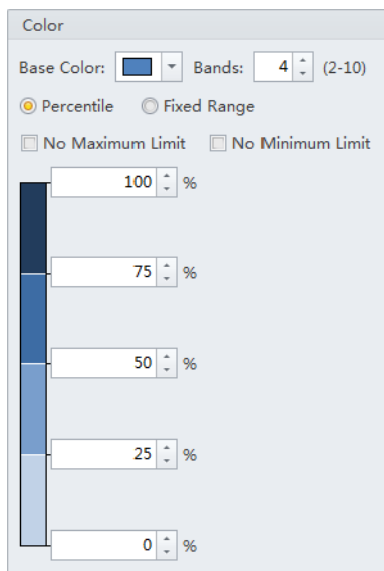 Color
Base Color: Bands: 4 (2-10)
Percentile Fixed Range
No Maximum Limit No Minimum Limit
100 %
75 %
50 %
25 %
0 %